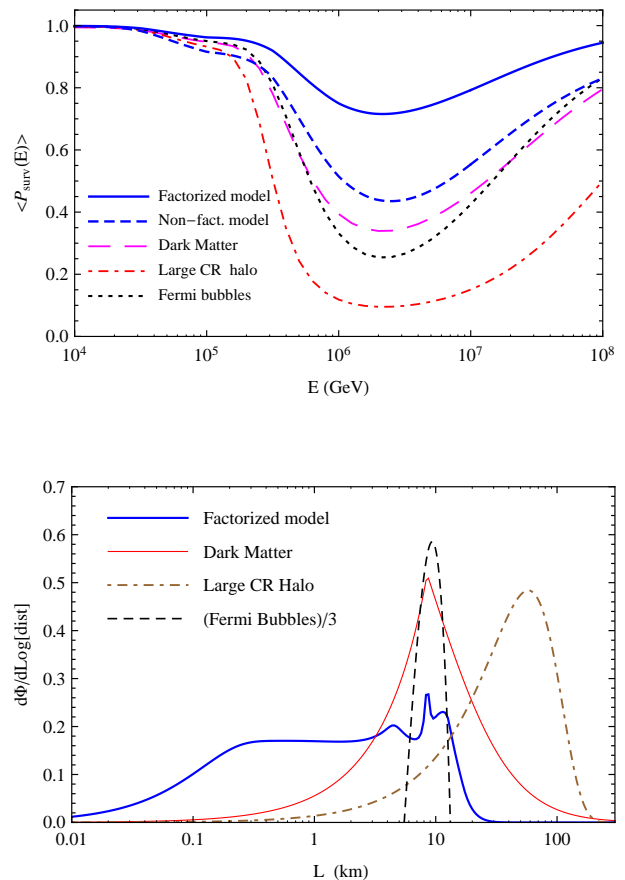 1.0
0.8
0.6
0.4
0.2
0.0
<P_surv(E)>
Factorized model
Non−fact. model
Dark Matter
Large CR halo
Fermi bubbles
10^4 10^5 10^6 10^7 10^8
E (GeV)
0.7
0.6
0.5
0.4
0.3
0.2
0.1
0.0
dΦ/dLog[dist]
Factorized model
Dark Matter
Large CR Halo
(Fermi Bubbles)/3
0.01 0.1 1 10 100
L (km)